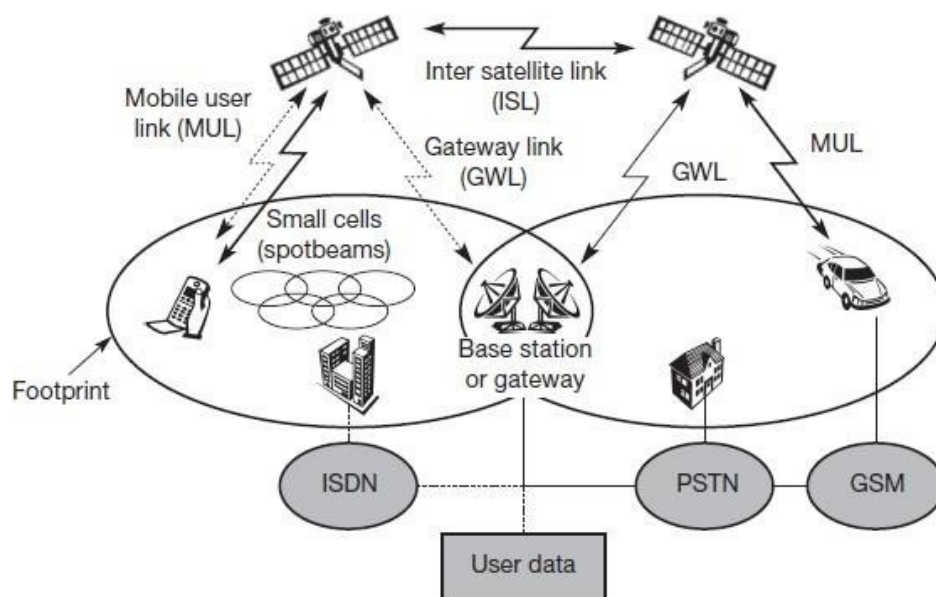 Inter satellite link
(ISL)
Mobile user
link (MUL)
Gateway link
(GWL)
MUL
GWL
Small cells
(spotbeams)
Base station
or gateway
Footprint
ISDN
PSTN
GSM
User data